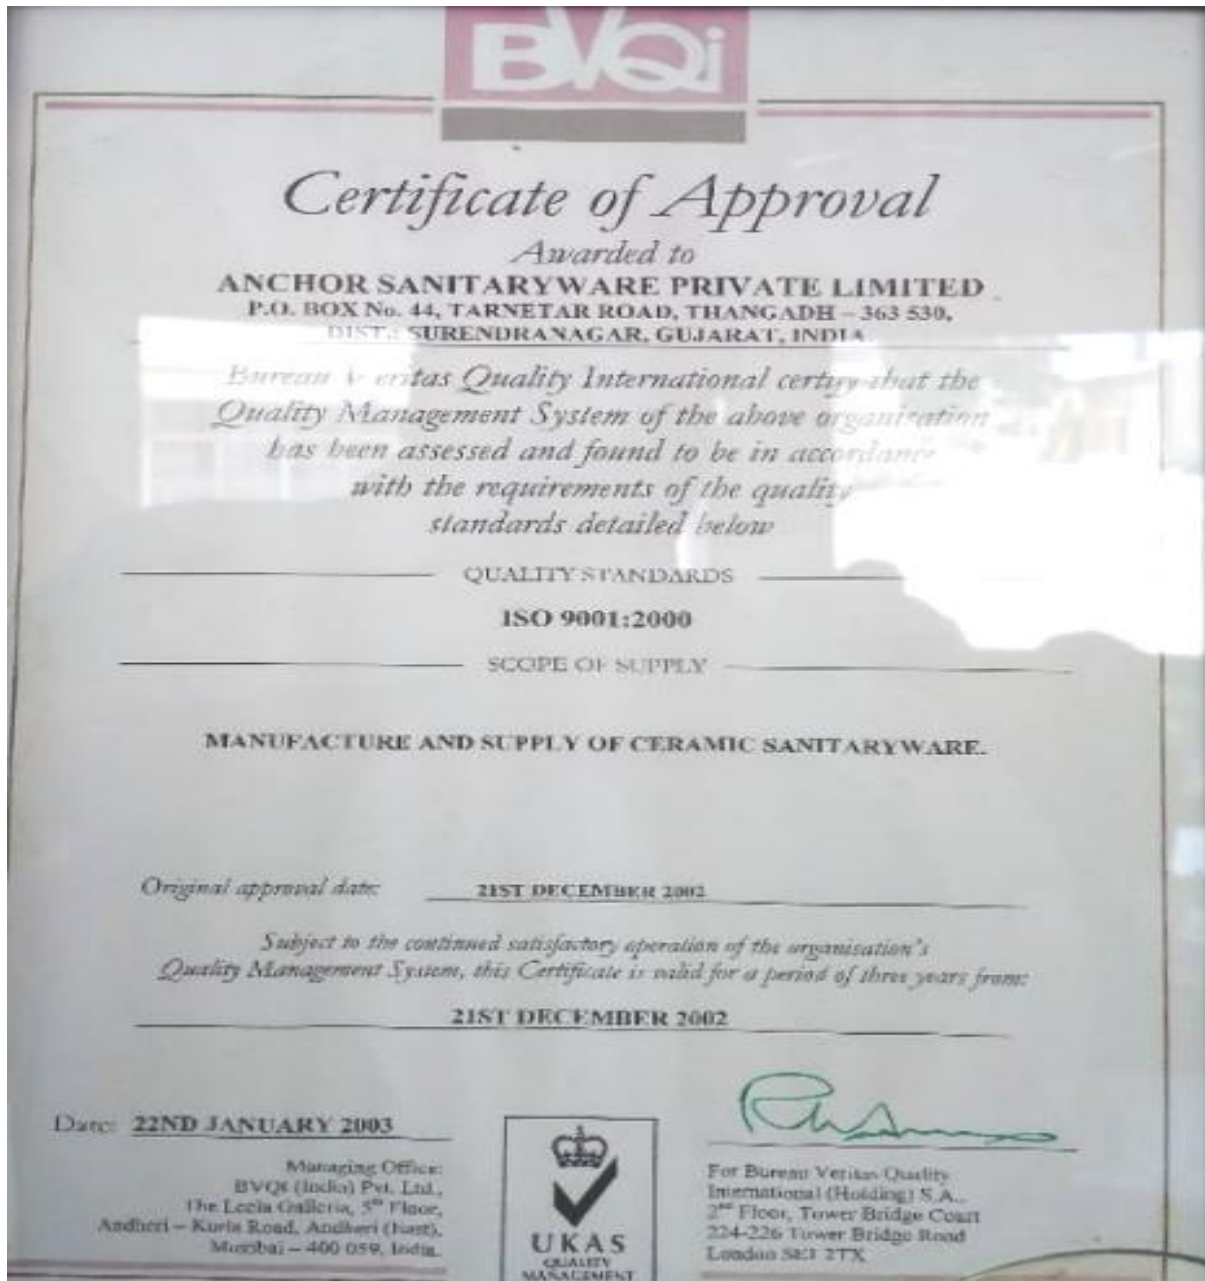 BVQi
Certificate of Approval
Awarded to
ANCHOR SANITARYWARE PRIVATE LIMITED
P.O. BOX No. 44, TARNETAR ROAD, THANGADH – 363 530,
DIST.: SURENDRANAGAR, GUJARAT, INDIA.
Bureau Veritas Quality International certify that the
Quality Management System of the above organisation
has been assessed and found to be in accordance
with the requirements of the quality
standards detailed below
QUALITY STANDARDS
ISO 9001:2000
SCOPE OF SUPPLY
MANUFACTURE AND SUPPLY OF CERAMIC SANITARYWARE.
Original approval date: 21ST DECEMBER 2002
Subject to the continued satisfactory operation of the organisation's
Quality Management System, this Certificate is valid for a period of three years from:
21ST DECEMBER 2002
Date: 22ND JANUARY 2003
Managing Office:
BVQI (India) Pvt. Ltd.,
The Leela Galleria, 5th Floor,
Andheri – Kurla Road, Andheri (East),
Mumbai – 400 059, India.
UKAS
QUALITY
MANAGEMENT
For Bureau Veritas Quality
International (Holding) S.A.,
2nd Floor, Tower Bridge Court
224-226 Tower Bridge Road
London SE1 2TX